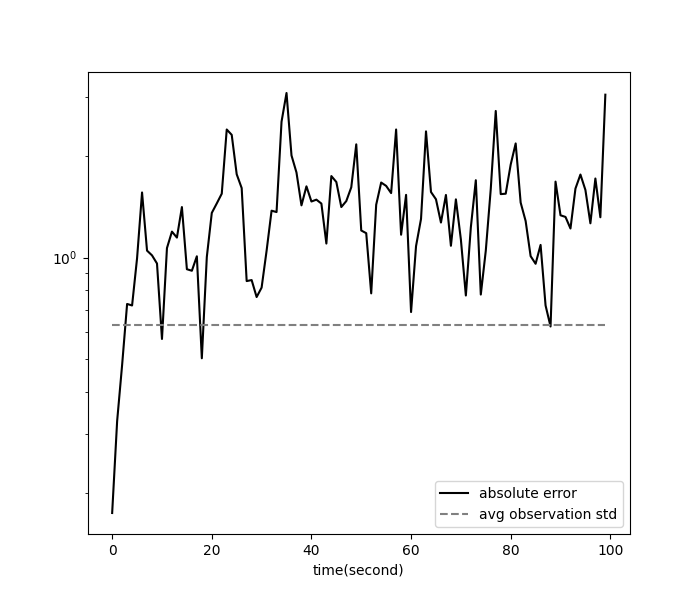 10⁰
0
20
40
60
80
100
time(second)
absolute error
avg observation std